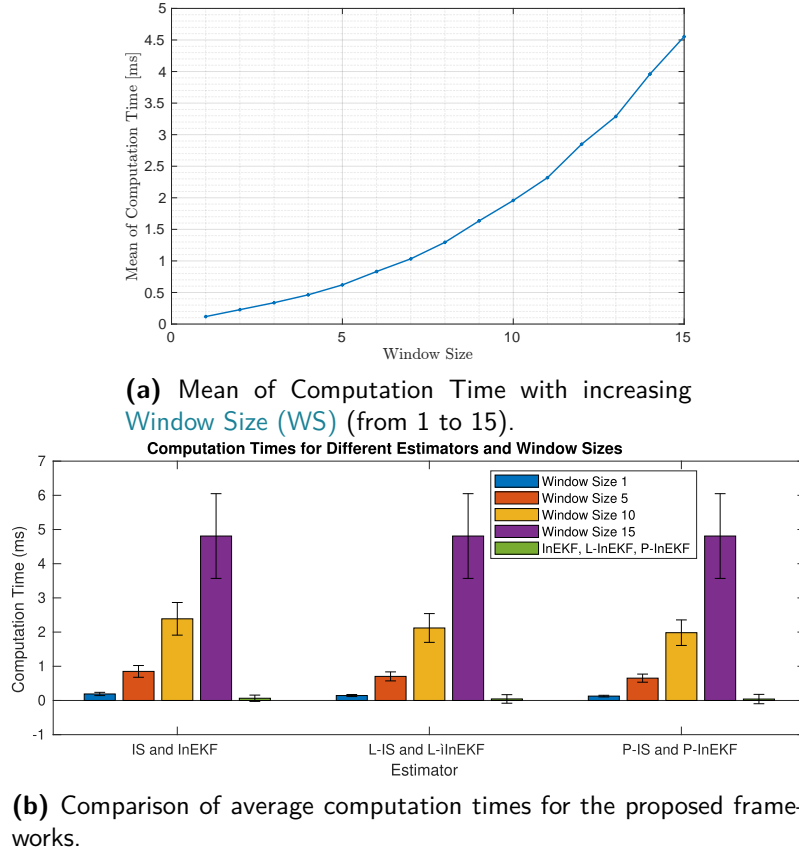 5
4.5
4
3.5
3
2.5
2
1.5
1
0.5
0
Mean of Computation Time [ms]
0 5 10 15
Window Size
(a) Mean of Computation Time with increasing
Window Size (WS) (from 1 to 15).
Computation Times for Different Estimators and Window Sizes
7
6
5
4
3
2
1
0
-1
Computation Time (ms)
Window Size 1
Window Size 5
Window Size 10
Window Size 15
InEKF, L-InEKF, P-InEKF
IS and InEKF L-IS and L-iInEKF P-IS and P-InEKF
Estimator
(b) Comparison of average computation times for the proposed frame-
works.